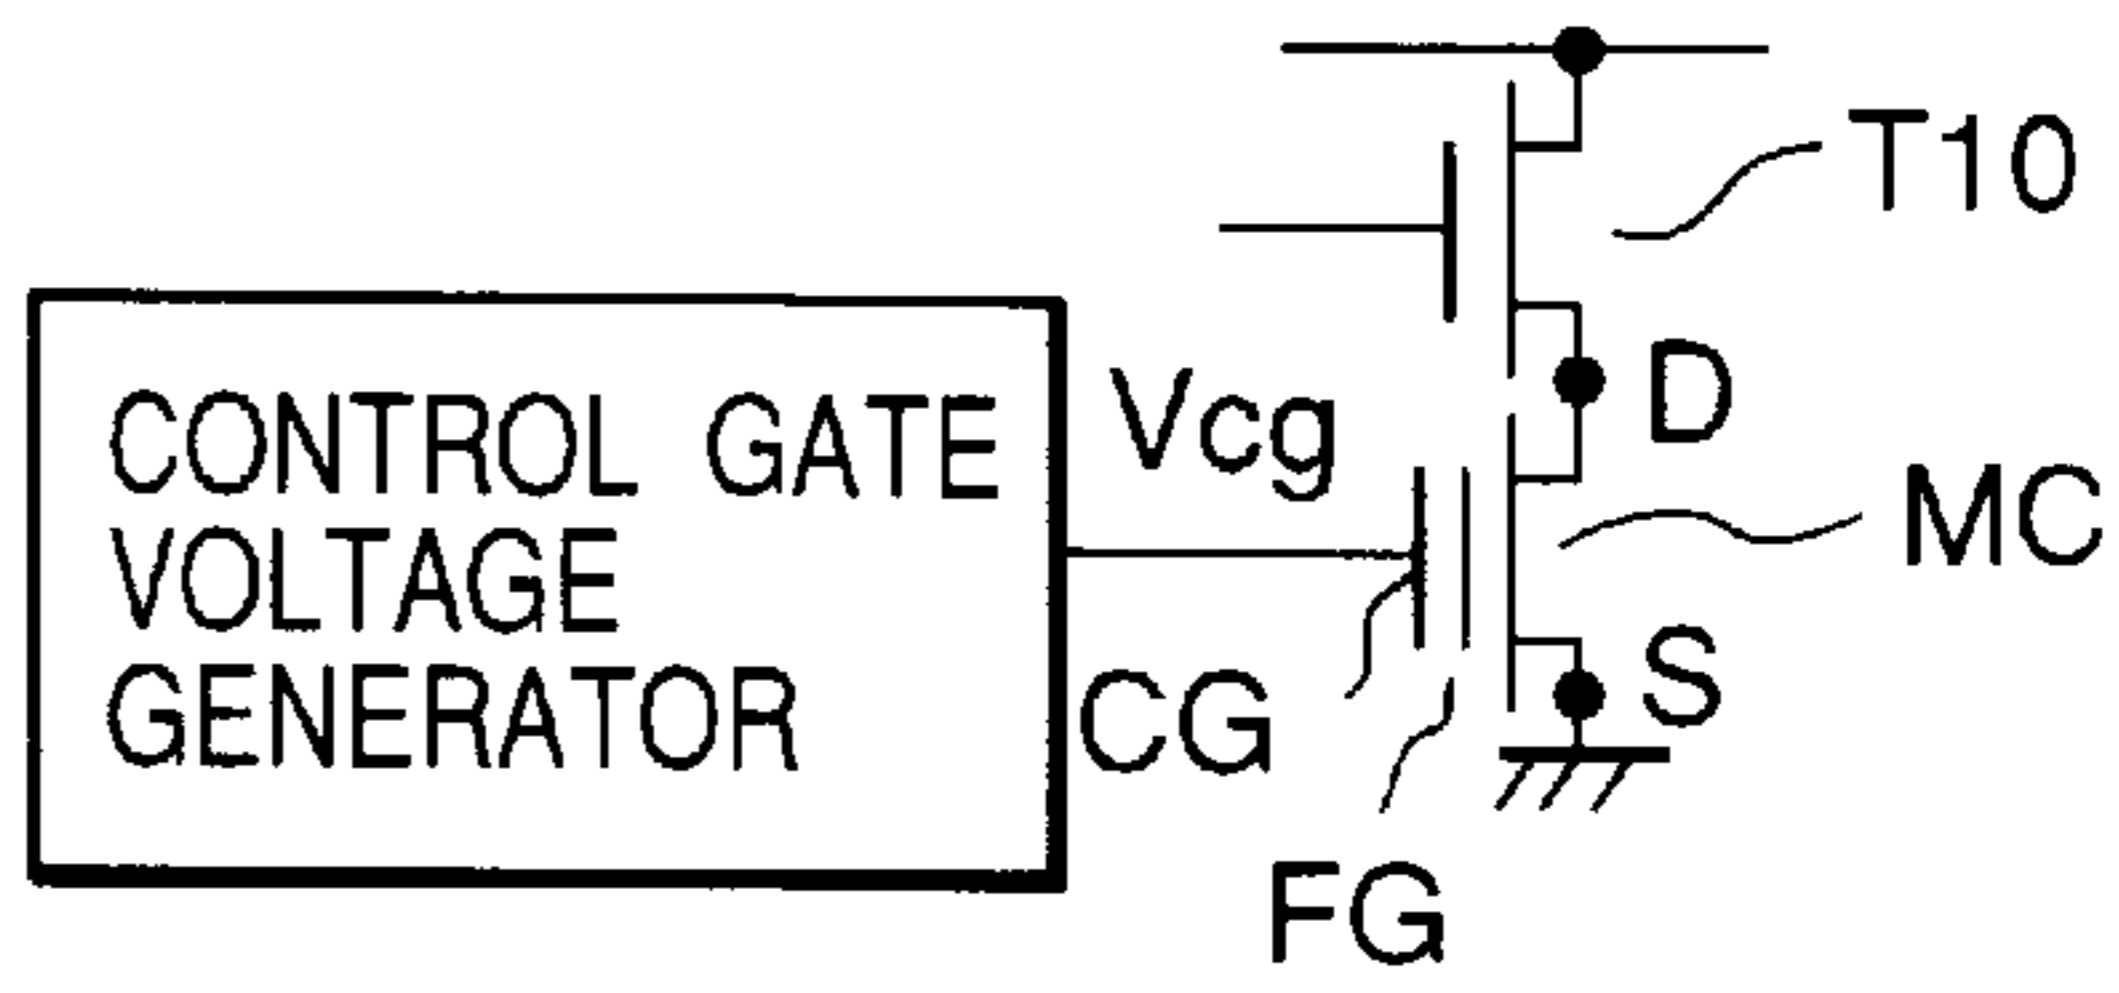 T10
CONTROL GATE
VOLTAGE
GENERATOR
Vcg
D
MC
CG
S
FG